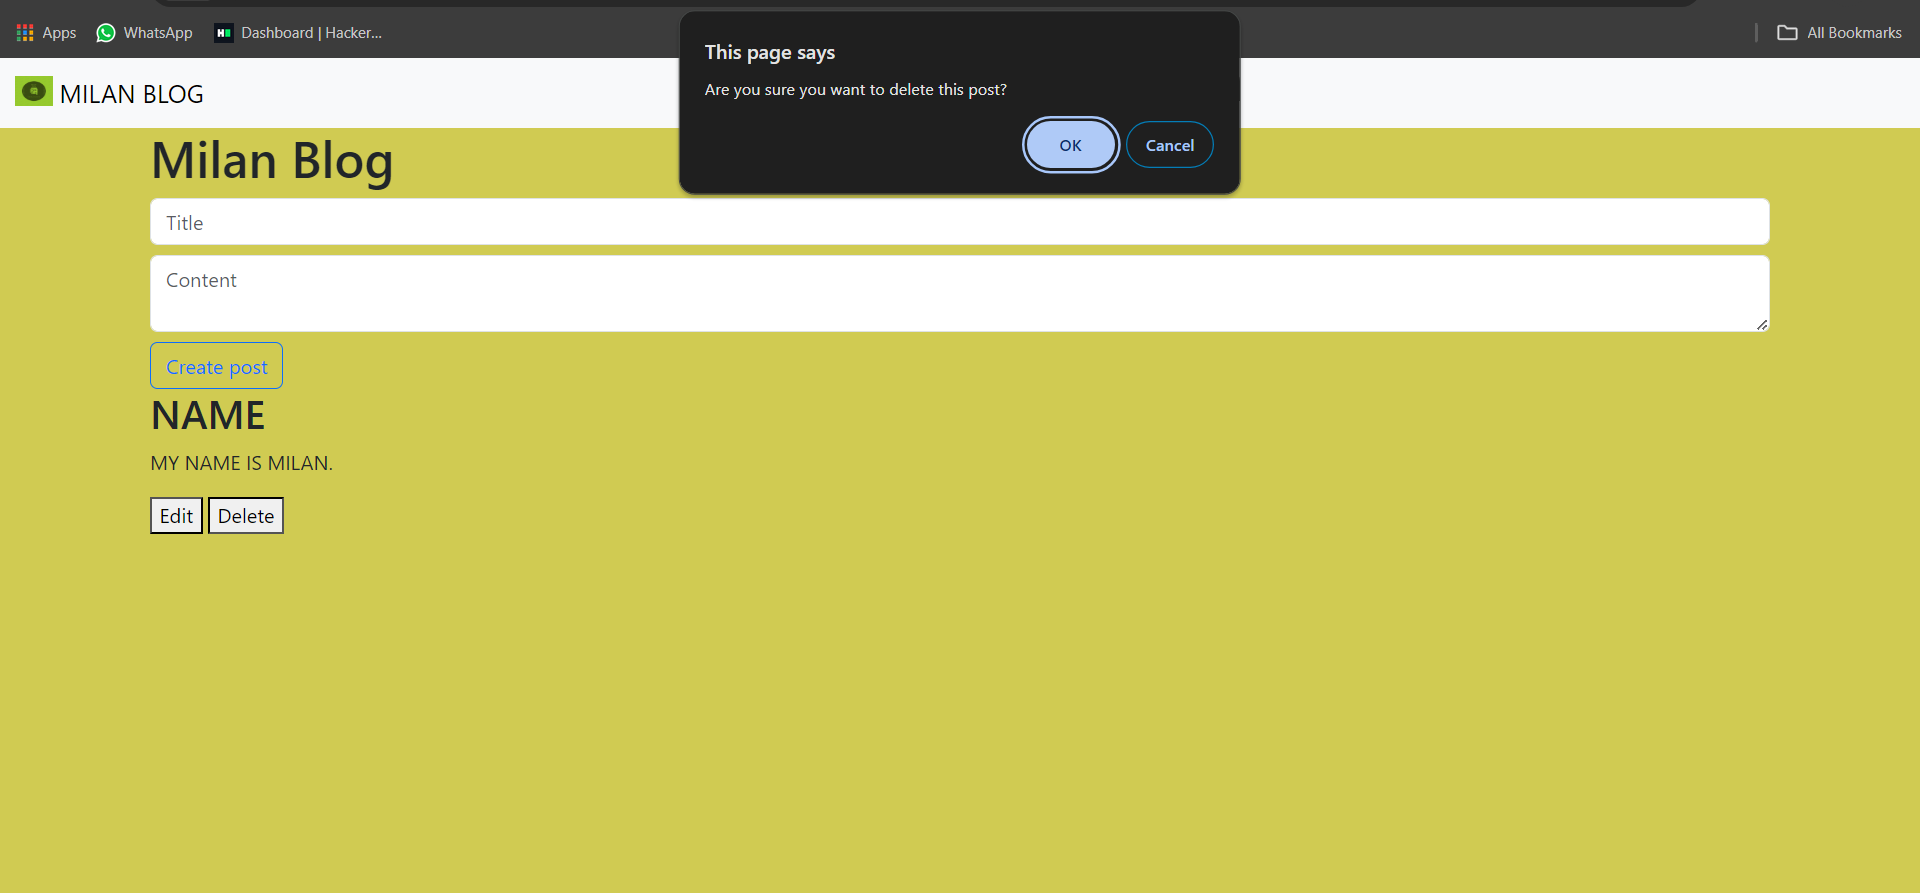 Apps WhatsApp Dashboard | Hacker... All Bookmarks
This page says
Are you sure you want to delete this post?
OK Cancel
MILAN BLOG
Milan Blog
Title
Content
Create post
NAME
MY NAME IS MILAN.
Edit Delete